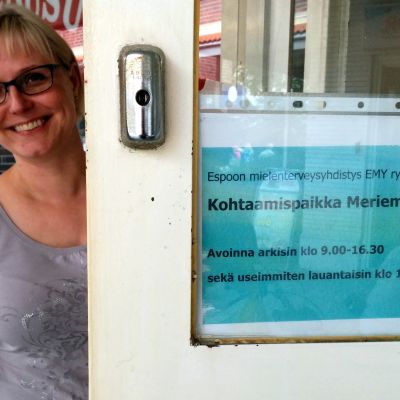 Espoon mielenterveysyhdistys EMY ry
Kohtaamispaikka Meriem
Avoinna arkisin klo 9.00-16.30
sekä useimmiten lauantaisin klo 1